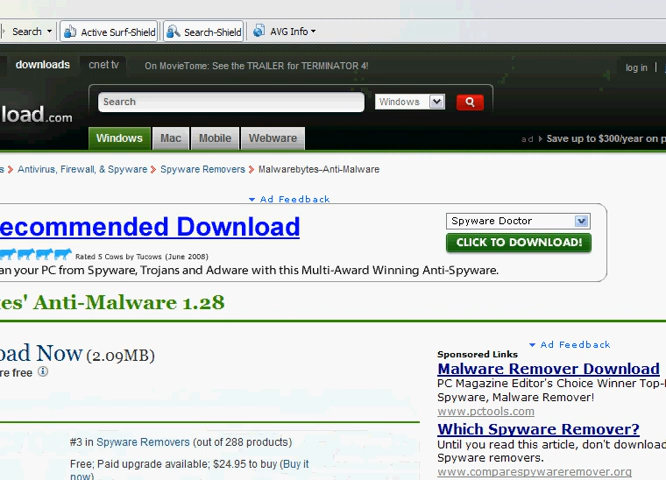 Search Active Surf-Shield Search-Shield AVG Info
downloads cnet tv On MovieTome: See the TRAILER for TERMINATOR 4! log in |
load.com Search Windows
Windows Mac Mobile Webware ad Save up to $300/year on p
s > Antivirus, Firewall, & Spyware > Spyware Removers > Malwarebytes-Anti-Malware
Ad Feedback
ecommended Download
Spyware Doctor
CLICK TO DOWNLOAD!
Rated 5 Cows by Tucows (June 2008)
an your PC from Spyware, Trojans and Adware with this Multi-Award Winning Anti-Spyware.
es' Anti-Malware 1.28
oad Now (2.09MB)
re free
#3 in Spyware Removers (out of 288 products)
Free; Paid upgrade available; $24.95 to buy (Buy it
now)
Ad Feedback
Sponsored Links
Malware Remover Download
PC Magazine Editor's Choice Winner Top-
Spyware, Malware Remover!
www.pctools.com
Which Spyware Remover?
Until you read this article, don't download
Spyware removers.
www.comparespywareremover.org